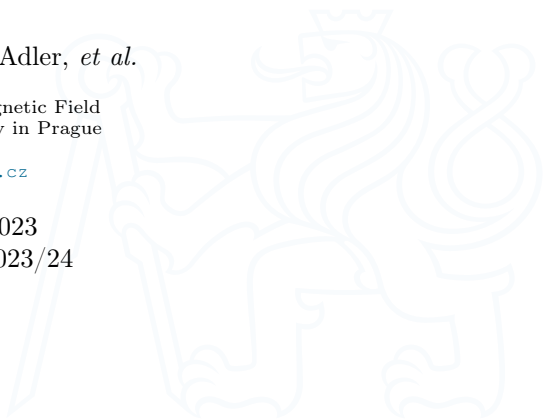 Adler, et al.
gnetic Field
y in Prague
.cz
023
023/24